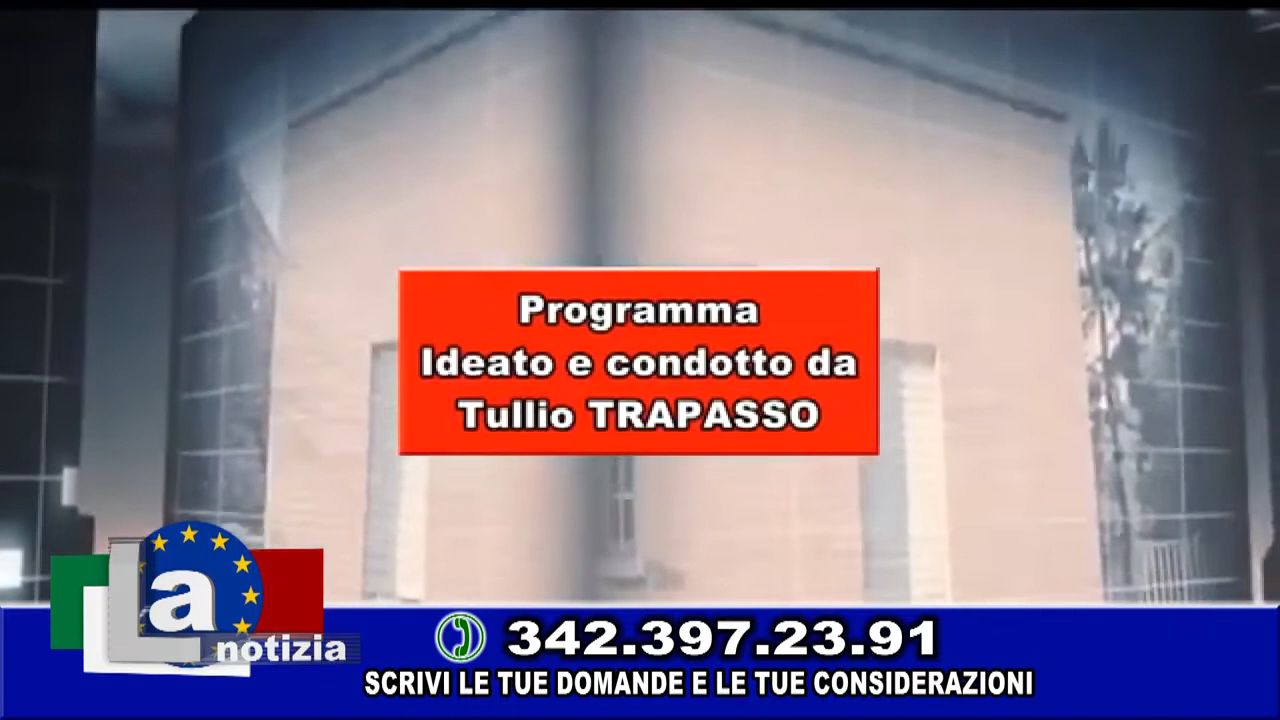 Programma
Ideato e condotto da
Tullio TRAPASSO
La
notizia
342.397.23.91
SCRIVI LE TUE DOMANDE E LE TUE CONSIDERAZIONI